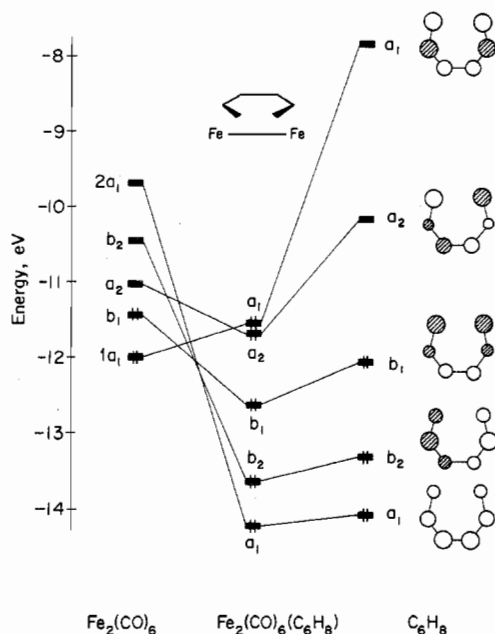 Energy, eV
-8
-9
-10
-11
-12
-13
-14
Fe Fe
2a₁
b₂
a₂
b₁
1a₁
a₁
a₂
b₁
b₂
a₁
a₁
a₂
b₁
b₂
a₁
Fe₂(CO)₆ Fe₂(CO)₆(C₆H₈) C₆H₈